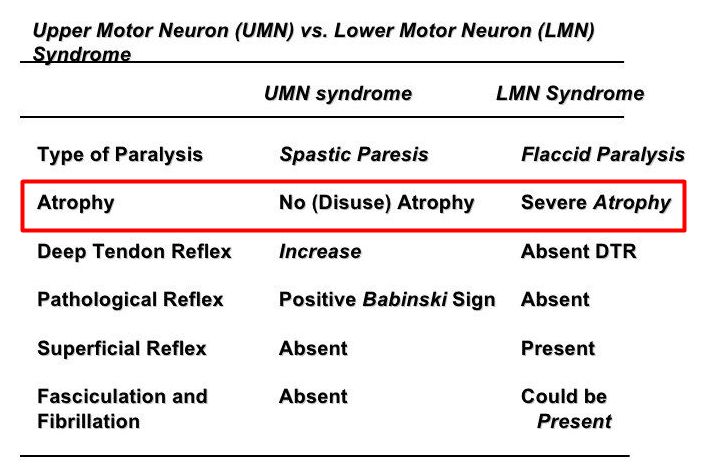 Upper Motor Neuron (UMN) vs. Lower Motor Neuron (LMN)
Syndrome
UMN syndrome LMN Syndrome
Type of Paralysis Spastic Paresis Flaccid Paralysis
Atrophy No (Disuse) Atrophy Severe Atrophy
Deep Tendon Reflex Increase Absent DTR
Pathological Reflex Positive Babinski Sign Absent
Superficial Reflex Absent Present
Fasciculation and Absent Could be
Fibrillation Present